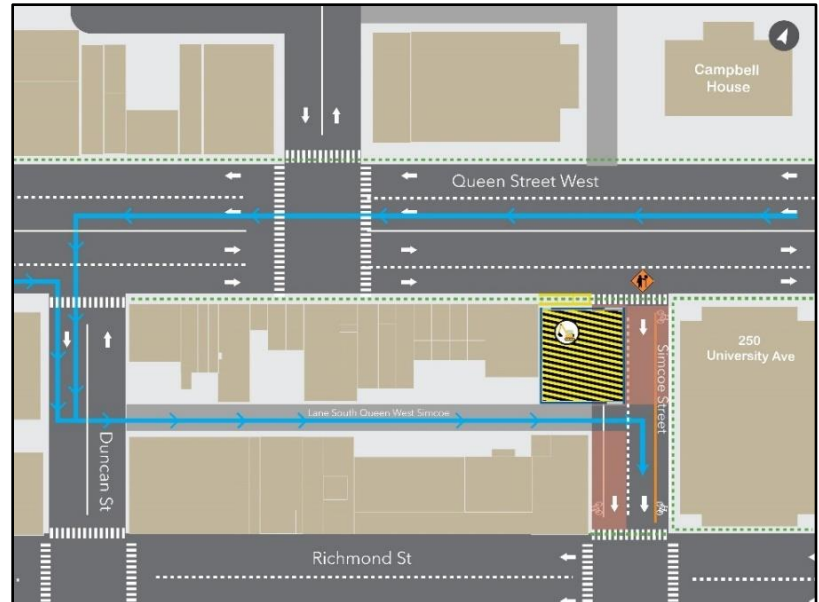 Campbell
House
Queen Street West
250
University Ave
Simcoe Street
Lane South Queen West Simcoe
Duncan St
Richmond St